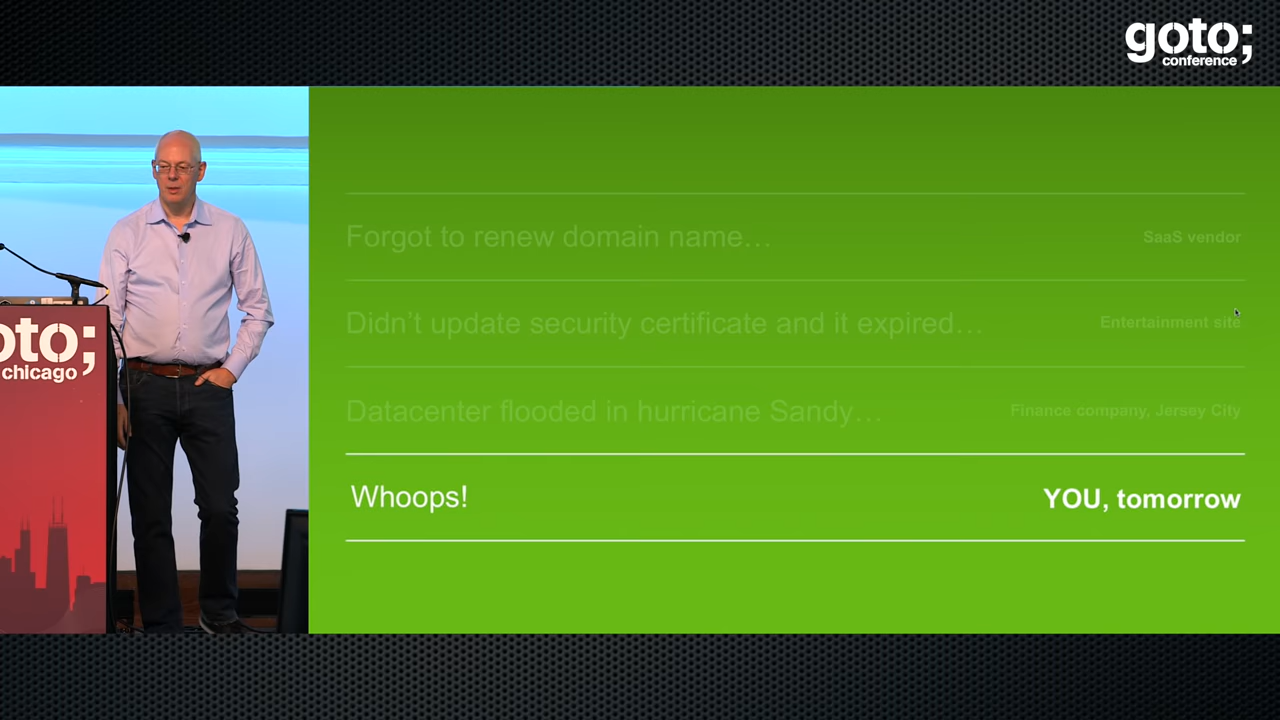 goto;
conference
Forgot to renew domain name…
SaaS vendor
Didn’t update security certificate and it expired…
Entertainment site
Datacenter flooded in hurricane Sandy…
Finance company, Jersey City
Whoops!
YOU, tomorrow
oto;
chicago